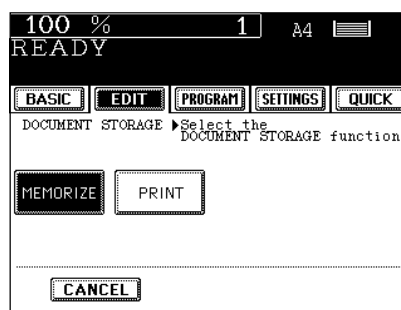 100 % 1 A4
READY
BASIC EDIT PROGRAM SETTINGS QUICK
DOCUMENT STORAGE ▶Select the
DOCUMENT STORAGE function
MEMORIZE PRINT
CANCEL